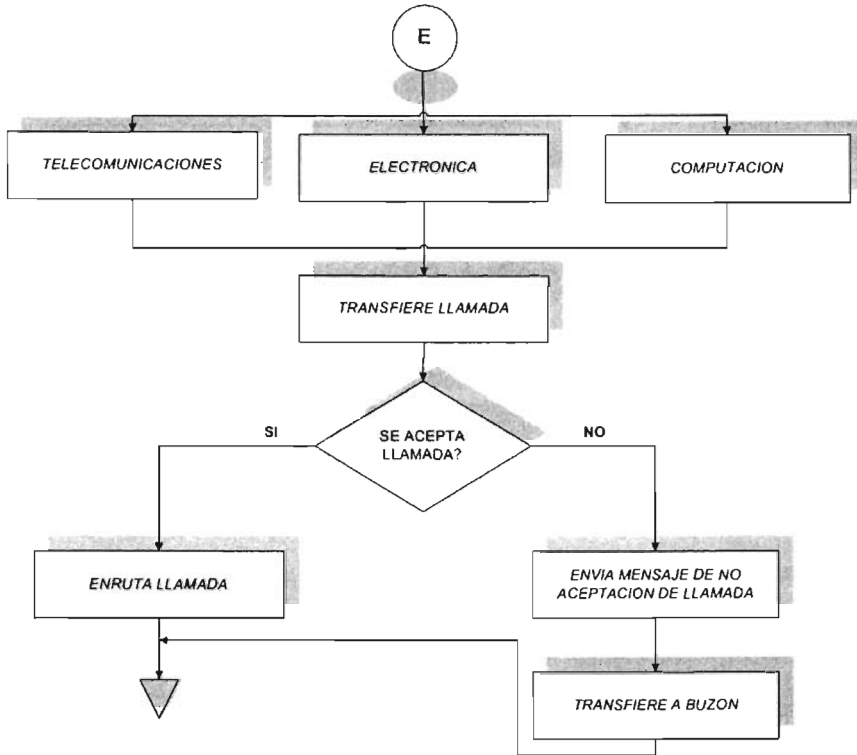 E
TELECOMUNICACIONES
ELECTRONICA
COMPUTACION
TRANSFIERE LLAMADA
SE ACEPTA
LLAMADA?
SI
NO
ENRUTA LLAMADA
ENVIA MENSAJE DE NO
ACEPTACION DE LLAMADA
TRANSFIERE A BUZON